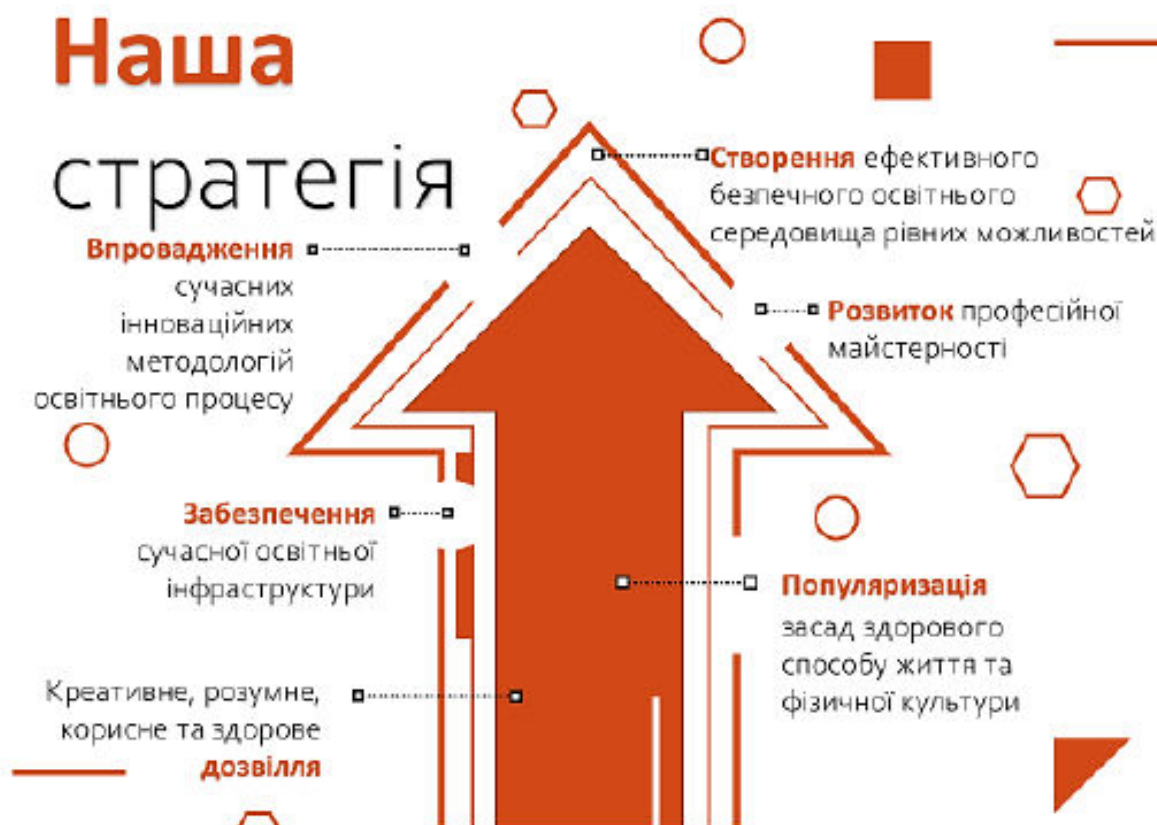 Наша
стратегія
Впровадження
сучасних
інноваційних
методологій
освітнього процесу
Забезпечення
сучасної освітньої
інфраструктури
Креативне, розумне,
корисне та здорове
дозвілля
Створення ефективного
безпечного освітнього
середовища рівних можливостей
Розвиток професійної
майстерності
Популяризація
засад здорового
способу життя та
фізичної культури